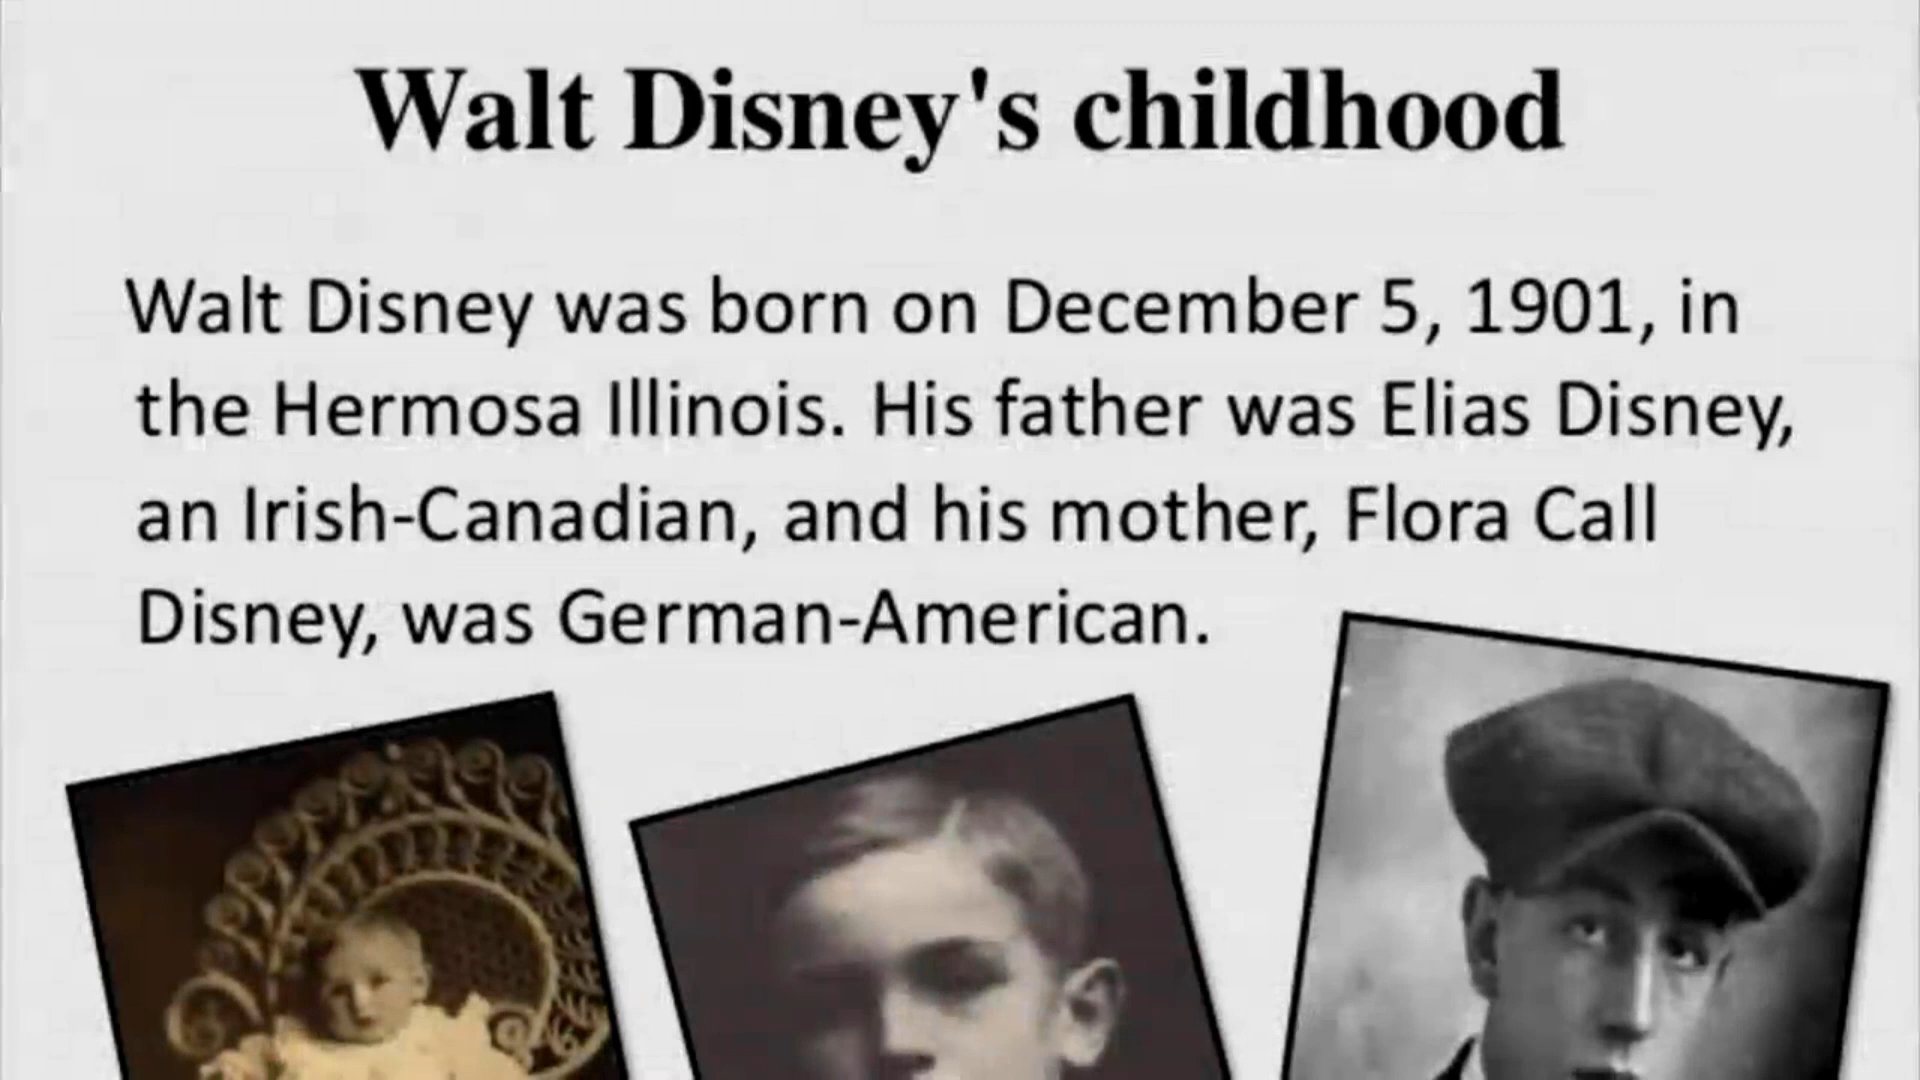 Walt Disney's childhood
Walt Disney was born on December 5, 1901, in
the Hermosa Illinois. His father was Elias Disney,
an Irish-Canadian, and his mother, Flora Call
Disney, was German-American.